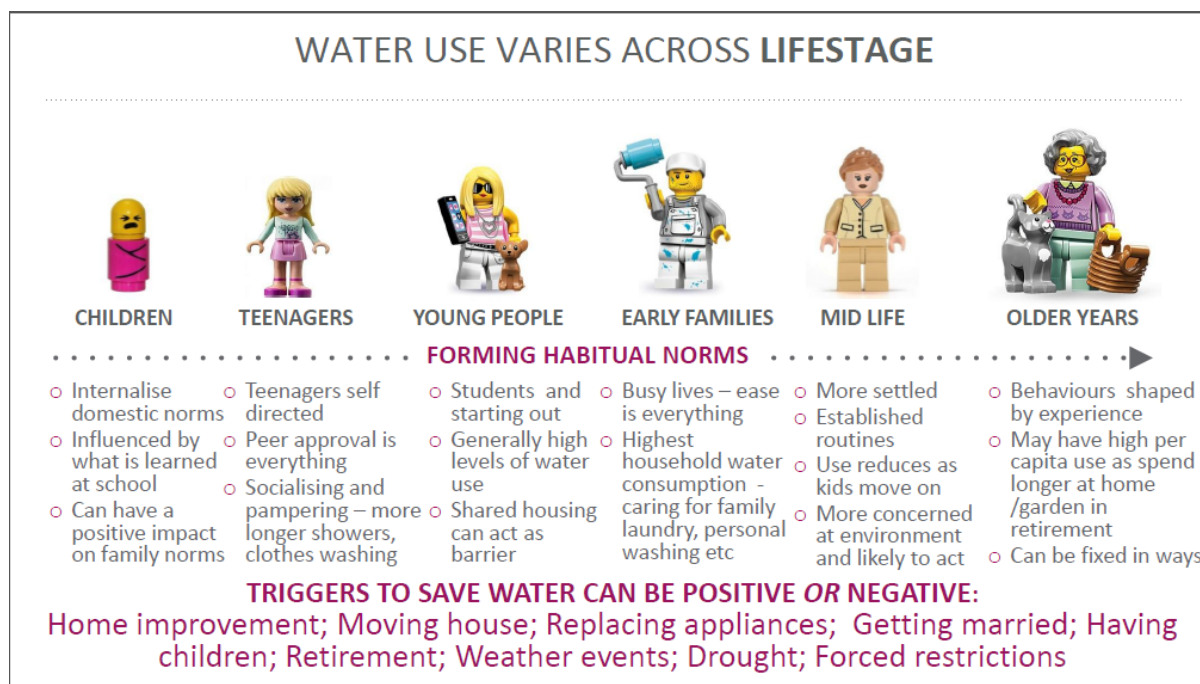 WATER USE VARIES ACROSS LIFESTAGE
CHILDREN
TEENAGERS
YOUNG PEOPLE
EARLY FAMILIES
MID LIFE
OLDER YEARS
FORMING HABITUAL NORMS
Internalise
domestic norms
Influenced by
what is learned
at school
Can have a
positive impact
on family norms
Teenagers self
directed
Peer approval is
everything
Socialising and
pampering – more
longer showers,
clothes washing
Students and
starting out
Generally high
levels of water
use
Shared housing
can act as
barrier
Busy lives – ease
is everything
Highest
household water
consumption -
caring for family
laundry, personal
washing etc
More settled
Established
routines
Use reduces as
kids move on
More concerned
at environment
and likely to act
Behaviours shaped
by experience
May have high per
capita use as spend
longer at home
/garden in
retirement
Can be fixed in ways
TRIGGERS TO SAVE WATER CAN BE POSITIVE OR NEGATIVE:
Home improvement; Moving house; Replacing appliances; Getting married; Having
children; Retirement; Weather events; Drought; Forced restrictions